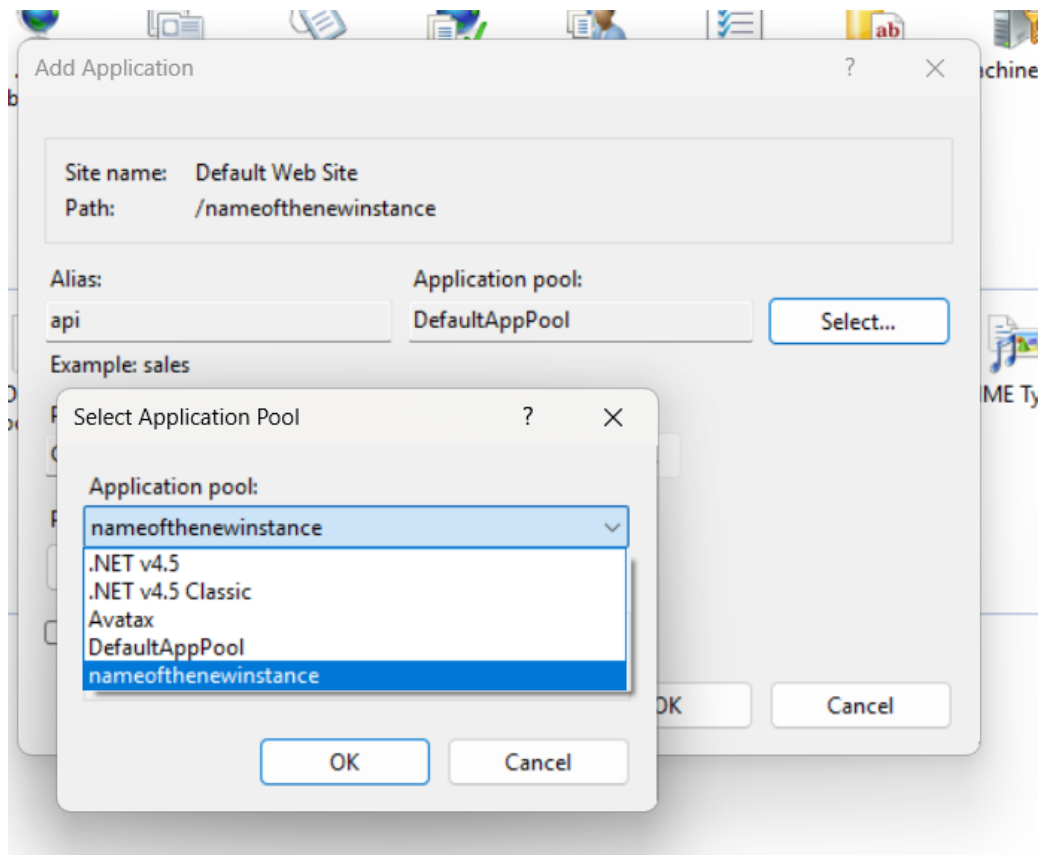 ab
Add Application
?
achine
b
Site name: Default Web Site
Path: /nameofthenewinstance
Alias: Application pool:
api DefaultAppPool Select...
Example: sales
Select Application Pool ?
Application pool:
nameofthenewinstance
.NET v4.5
.NET v4.5 Classic
Avatax
DefaultAppPool
nameofthenewinstance
OK Cancel
OK Cancel